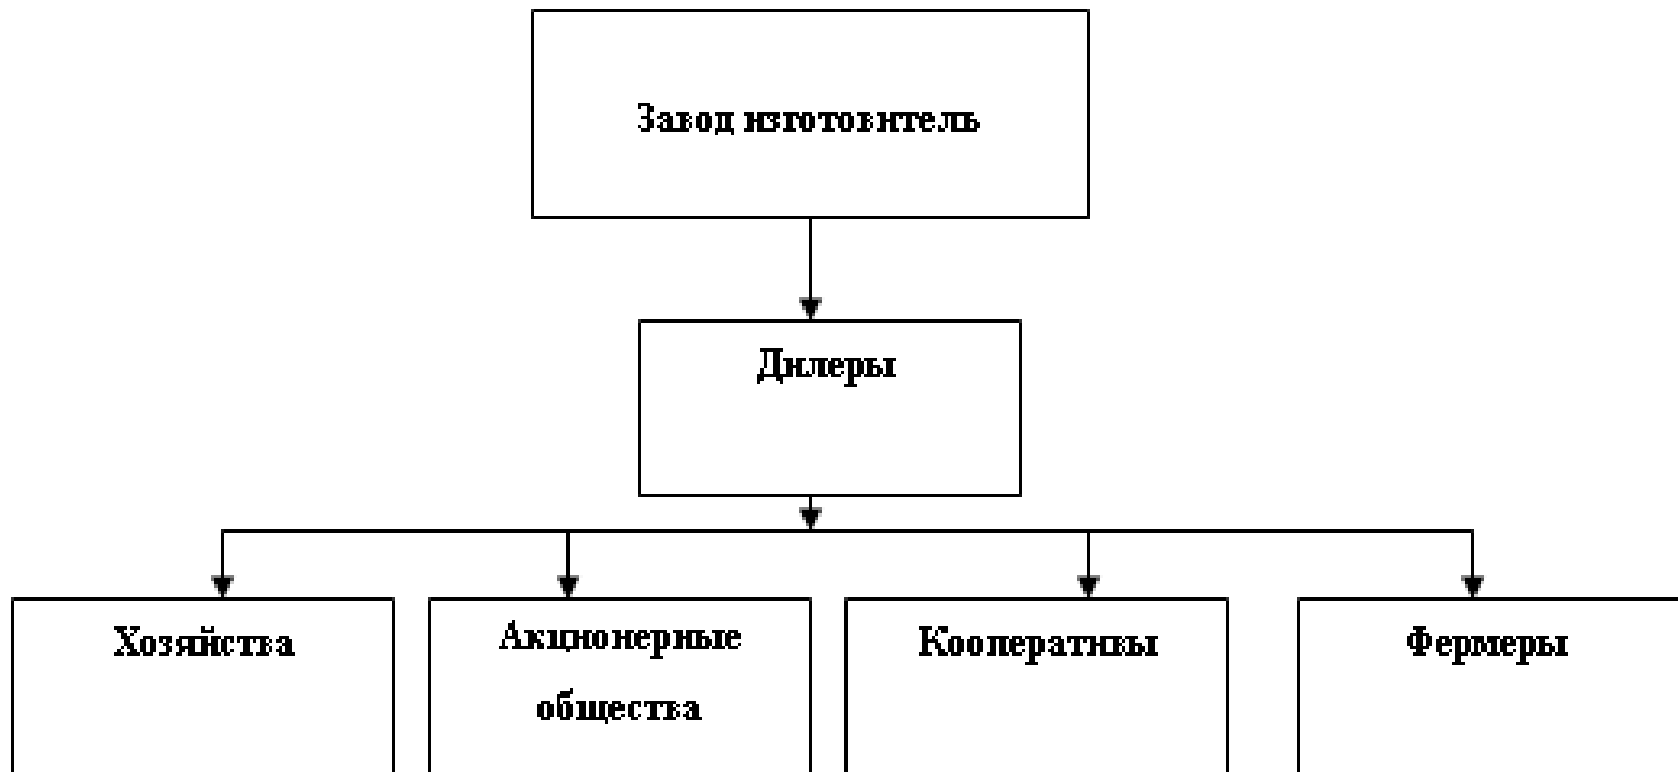 Завод изготовитель
Дилеры
Хозяйства
Акционерные
общества
Кооперативы
Фермеры